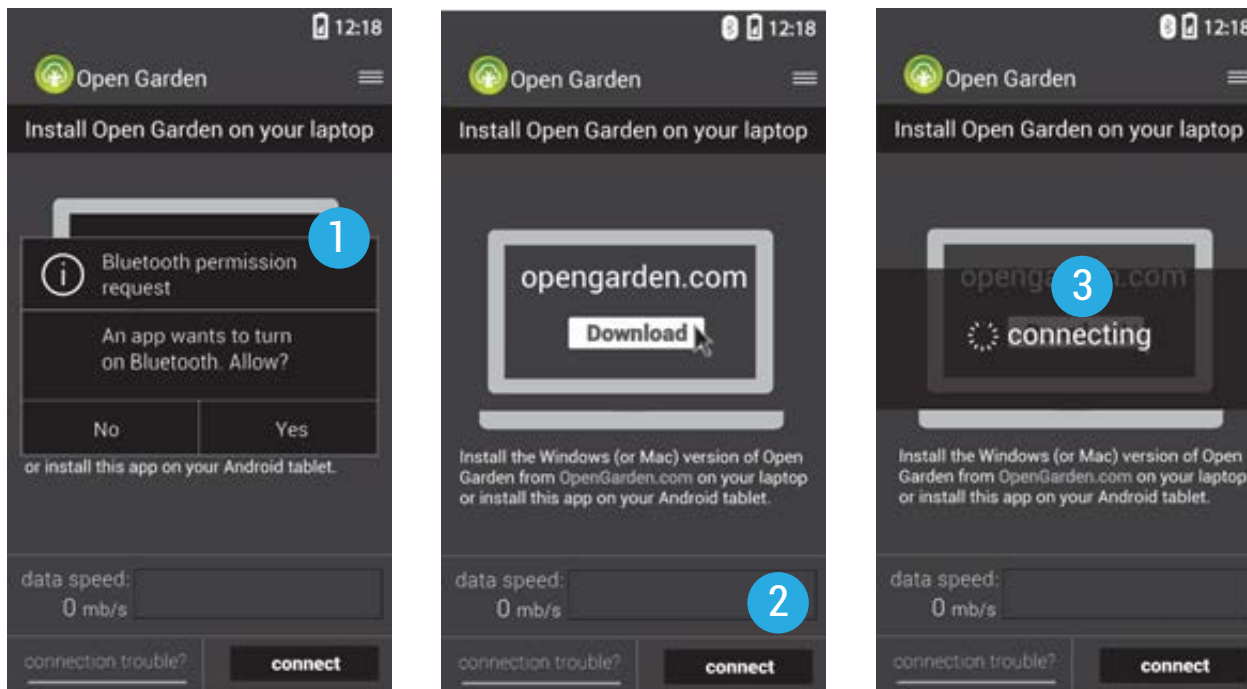 12:18
Open Garden
Install Open Garden on your laptop
1
Bluetooth permission
request
An app wants to turn
on Bluetooth. Allow?
No Yes
or install this app on your Android tablet.
data speed:
0 mb/s
connection trouble? connect
12:18
Open Garden
Install Open Garden on your laptop
opengarden.com
Download
Install the Windows (or Mac) version of Open
Garden from OpenGarden.com on your laptop
or install this app on your Android tablet.
data speed:
0 mb/s
2
connection trouble? connect
12:18
Open Garden
Install Open Garden on your laptop
3
connecting
Install the Windows (or Mac) version of Open
Garden from OpenGarden.com on your laptop
or install this app on your Android tablet.
data speed:
0 mb/s
connection trouble? connect